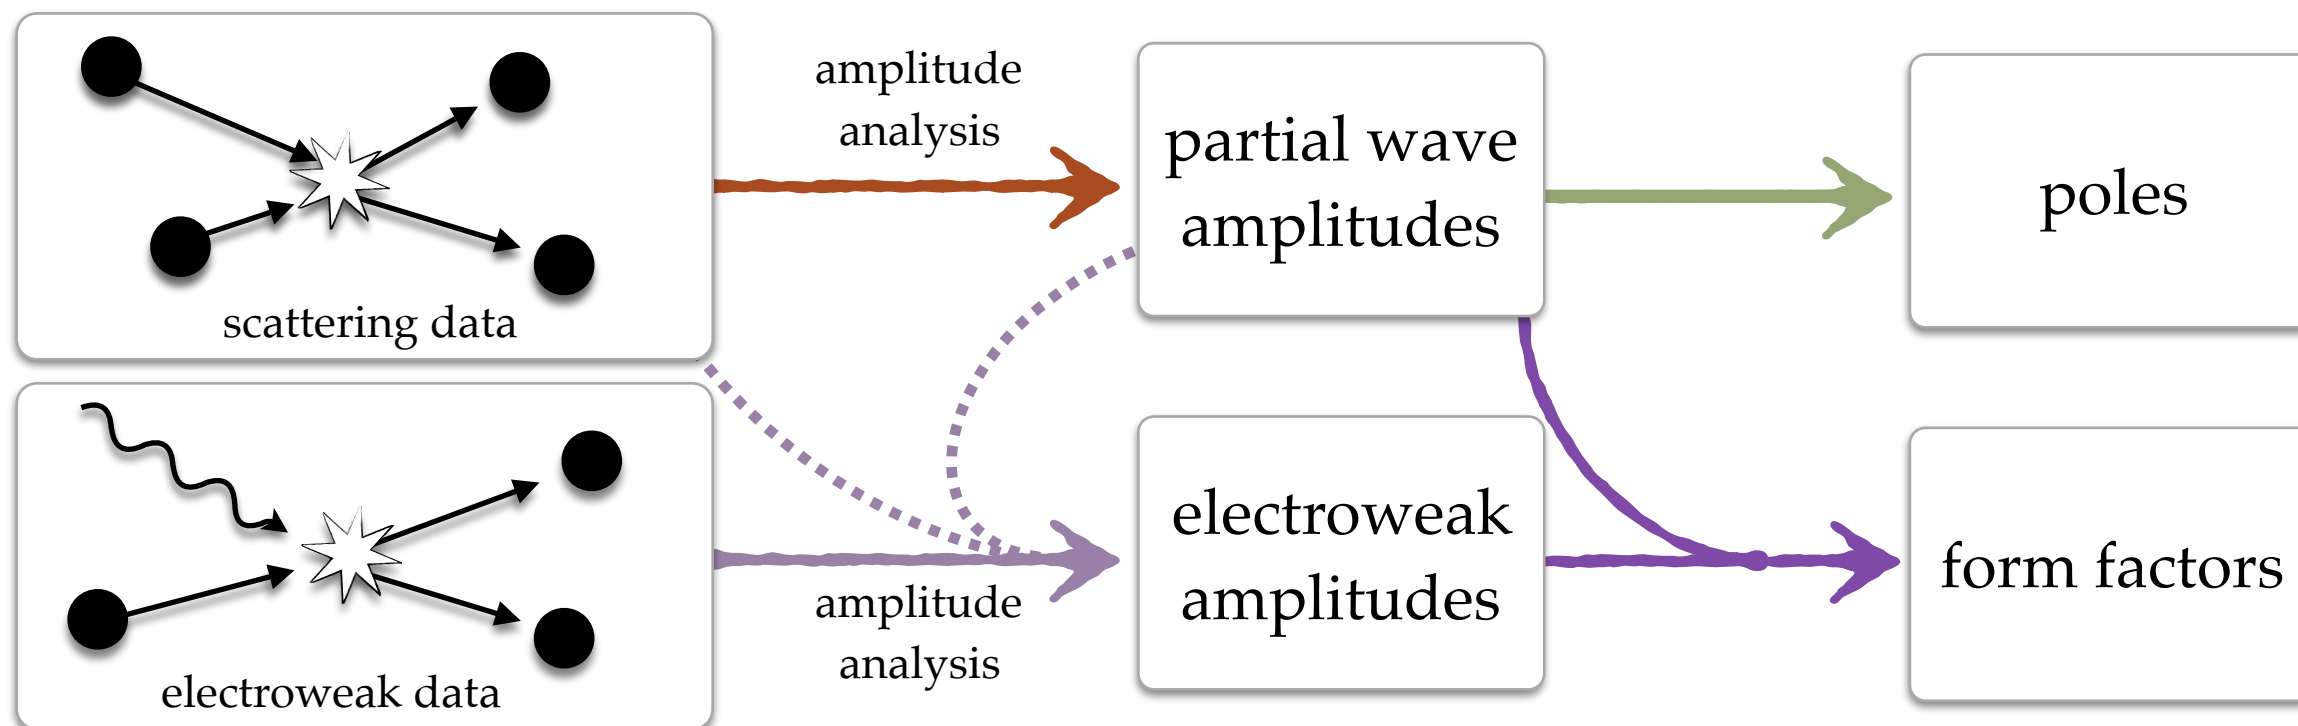 scattering data
amplitude
analysis
partial wave
amplitudes
poles
electroweak data
amplitude
analysis
electroweak
amplitudes
form factors